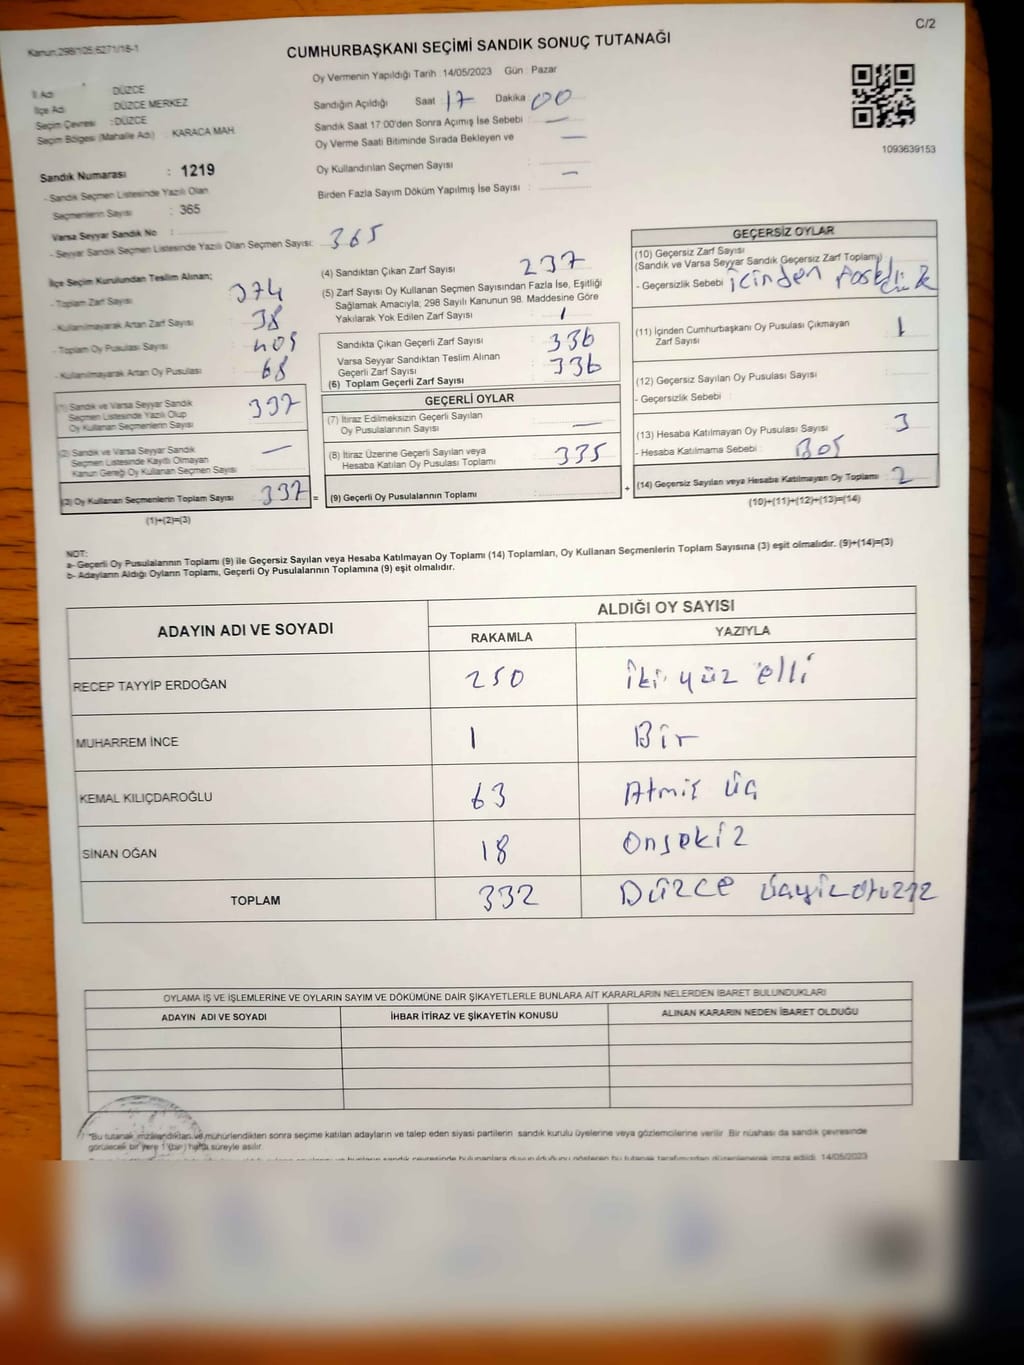 Kanun:298/105;6271/18-1
C/2
CUMHURBAŞKANI SEÇİMİ SANDIK SONUÇ TUTANAĞI
İl Adı : DÜZCE
İlçe Adı : DÜZCE MERKEZ
Seçim Çevresi : DÜZCE
Seçim Bölgesi (Mahalle Adı) : KARACA MAH.
Sandık Numarası : 1219
- Sandık Seçmen Listesinde Yazılı Olan
Seçmenlerin Sayısı : 365
Varsa Seyyar Sandık No :
- Seyyar Sandık Seçmen Listesinde Yazılı Olan Seçmen Sayısı: 365
Oy Vermenin Yapıldığı Tarih : 14/05/2023 Gün : Pazar
Sandığın Açıldığı Saat 17 Dakika : 00
Sandık Saat 17:00'den Sonra Açımış İse Sebebi : —
Oy Verme Saati Bitiminde Sırada Bekleyen ve —
Oy Kullandırılan Seçmen Sayısı :
Birden Fazla Sayım Döküm Yapılmış İse Sayısı : —
1093639153
İlçe Seçim Kurulundan Teslim Alınan;
- Toplam Zarf Sayısı : 374
- Kullanılmayarak Artan Zarf Sayısı : 38
- Toplam Oy Pusulası Sayısı : 405
- Kullanılmayarak Artan Oy Pusulası : 68
(1) Sandık ve Varsa Seyyar Sandık
Seçmen Listesinde Yazılı Olup
Oy Kullanan Seçmenlerin Sayısı : 337
(2) Sandık ve Varsa Seyyar Sandık
Seçmen Listesinde Kayıtlı Olmayan
Kanun Gereği Oy Kullanan Seçmen Sayısı : —
(3) Oy Kullanan Seçmenlerin Toplam Sayısı : 337 =
(1)+(2)=(3)
(4) Sandıktan Çıkan Zarf Sayısı : 237
(5) Zarf Sayısı Oy Kullanan Seçmen Sayısından Fazla İse, Eşitliği
Sağlamak Amacıyla, 298 Sayılı Kanunun 98. Maddesine Göre
Yakılarak Yok Edilen Zarf Sayısı : 1
Sandıkta Çıkan Geçerli Zarf Sayısı : 336
Varsa Seyyar Sandıktan Teslim Alınan
Geçerli Zarf Sayısı : 336
(6) Toplam Geçerli Zarf Sayısı :
GEÇERLİ OYLAR
(7) İtiraz Edilmeksizin Geçerli Sayılan
Oy Pusulalarının Sayısı : —
(8) İtiraz Üzerine Geçerli Sayılan veya
Hesaba Katılan Oy Pusulası Toplamı : 335
(9) Geçerli Oy Pusulalarının Toplamı : +
GEÇERSİZ OYLAR
(10) Geçersiz Zarf Sayısı
(Sandık ve Varsa Seyyar Sandık Geçersiz Zarf Toplamı)
- Geçersizlik Sebebi : içinden
(11) İçinden Cumhurbaşkanı Oy Pusulası Çıkmayan
Zarf Sayısı : 1
(12) Geçersiz Sayılan Oy Pusulası Sayısı :
- Geçersizlik Sebebi :
(13) Hesaba Katılmayan Oy Pusulası Sayısı : 3
- Hesaba Katılmama Sebebi : Boş
(14) Geçersiz Sayılan veya Hesaba Katılmayan Oy Toplamı : 2
(10)+(11)+(12)+(13)=(14)
NOT:
a- Geçerli Oy Pusulalarının Toplamı (9) ile Geçersiz Sayılan veya Hesaba Katılmayan Oy Toplamı (14) Toplamları, Oy Kullanan Seçmenlerin Toplam Sayısına (3) eşit olmalıdır. (9)+(14)=(3)
b- Adayların Aldığı Oyların Toplamı, Geçerli Oy Pusulalarının Toplamına (9) eşit olmalıdır.
ADAYIN ADI VE SOYADI
ALDIĞI OY SAYISI
RAKAMLA YAZIYLA
RECEP TAYYİP ERDOĞAN 250 iki yüz elli
MUHARREM İNCE 1 Bir
KEMAL KILIÇDAROĞLU 63 Atmış üç
SİNAN OĞAN 18 Onsekiz
TOPLAM 332 Düzce
OYLAMA İŞ VE İŞLEMLERİNE VE OYLARIN SAYIM VE DÖKÜMÜNE DAİR ŞİKAYETLERLE BUNLARA AİT KARARLARIN NELERDEN İBARET BULUNDUKLARI
ADAYIN ADI VE SOYADI İHBAR İTİRAZ VE ŞİKAYETİN KONUSU ALINAN KARARIN NEDEN İBARET OLDUĞU
*Bu tutanak imzalandıktan ve mühürlendikten sonra seçime katılan adayların ve talep eden siyasi partilerin sandık kurulu üyelerine veya gözlemcilerine verilir. Bir nüshası da sandık çevresinde
görülecek bir yere 1 (bir) hafta süreyle asılır.